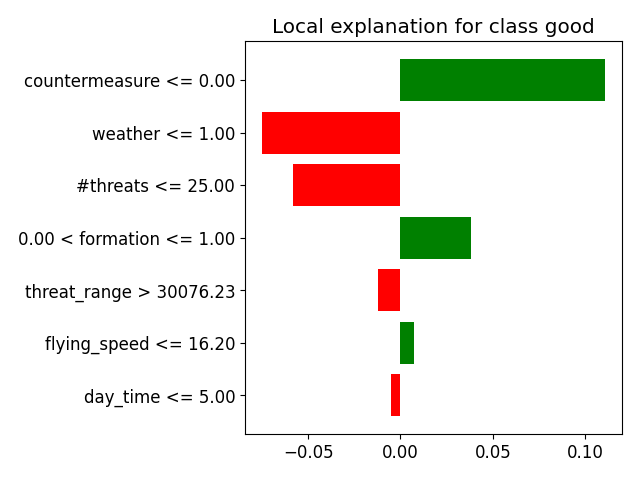 Local explanation for class good
countermeasure <= 0.00
weather <= 1.00
#threats <= 25.00
0.00 < formation <= 1.00
threat_range > 30076.23
flying_speed <= 16.20
day_time <= 5.00
−0.05 0.00 0.05 0.10